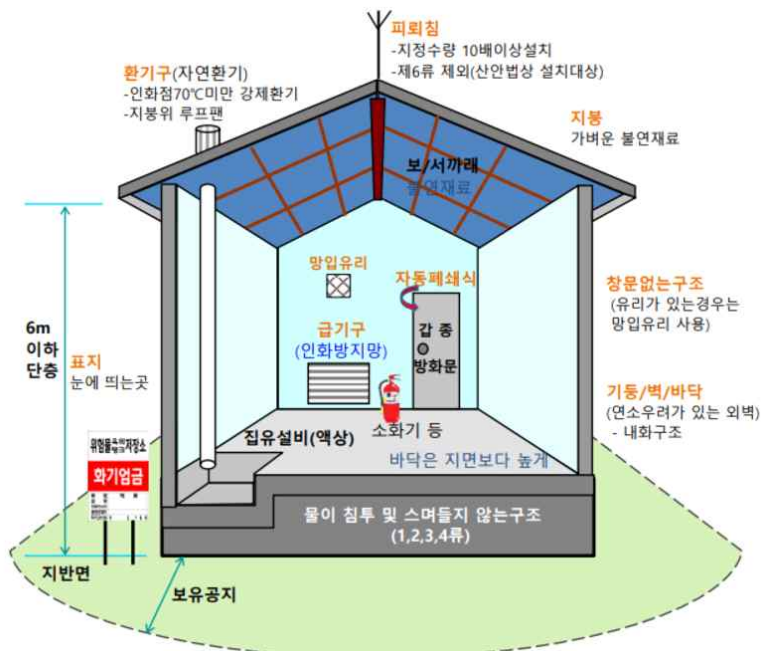 피뢰침
-지정수량 10배이상설치
-제6류 제외(산안법상 설치대상)
환기구(자연환기)
-인화점70℃미만 강제환기
-지붕위 루프팬
지붕
가벼운 불연재료
보/서까래
불연재료
망입유리
자동폐쇄식
창문없는구조
(유리가 있는경우는
망입유리 사용)
6m
이하
단층
표지
눈에 띄는곳
급기구
(인화방지망)
갑 종
방화문
기둥/벽/바닥
(연소우려가 있는 외벽)
- 내화구조
소화기 등
집유설비(액상)
바닥은 지면보다 높게
위험물
저장소
화기엄금
물이 침투 및 스며들지 않는구조
(1,2,3,4류)
지반면
보유공지